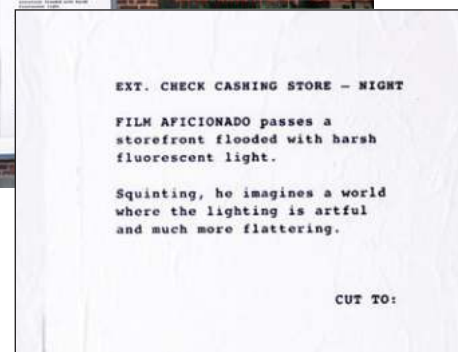 EXT. CHECK CASHING STORE — NIGHT
FILM AFICIONADO passes a
storefront flooded with harsh
fluorescent light.
Squinting, he imagines a world
where the lighting is artful
and much more flattering.
CUT TO: